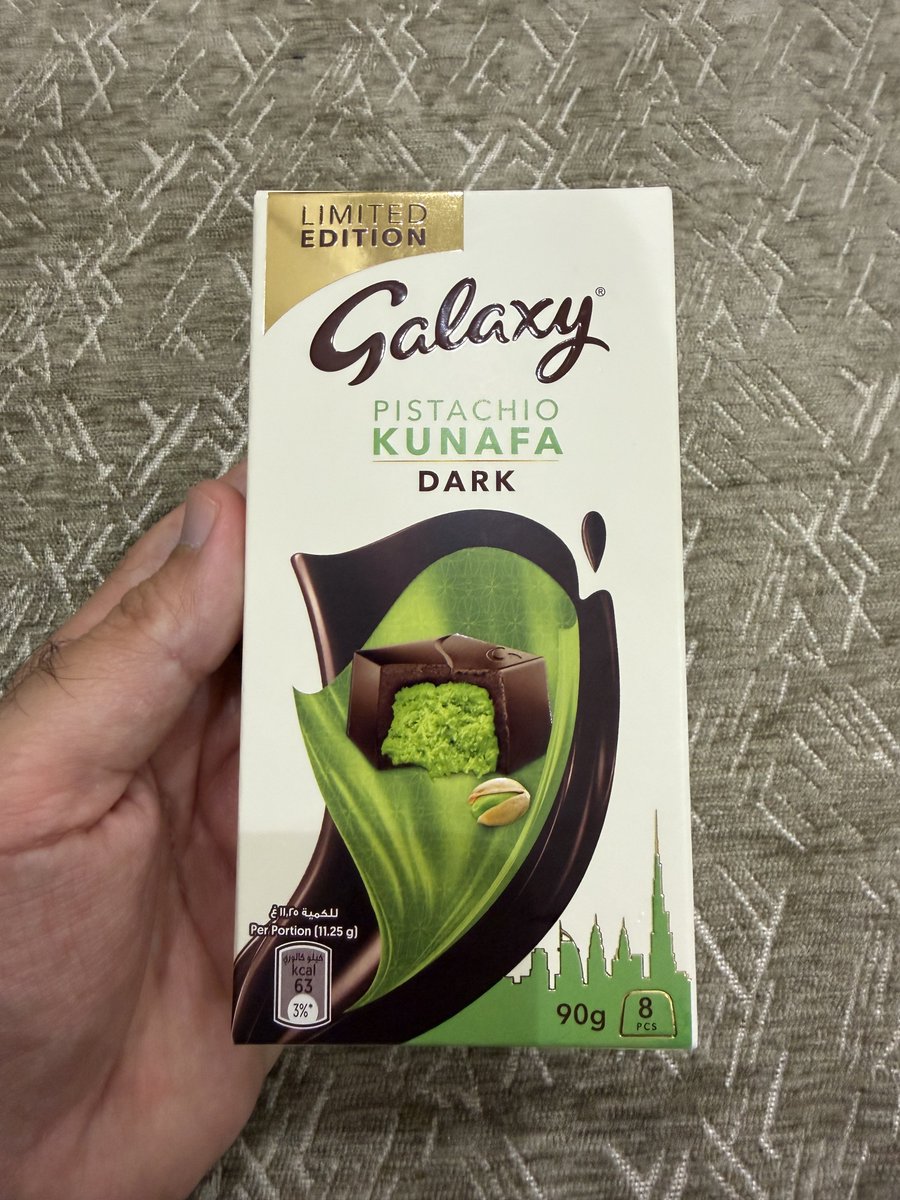 LIMITED
EDITION
Galaxy®
PISTACHIO
KUNAFA
DARK
للكمية ١١,٢٥ غ
Per Portion (11.25 g)
كيلو كالوري
kcal
63
3%*
90g
8
PCS